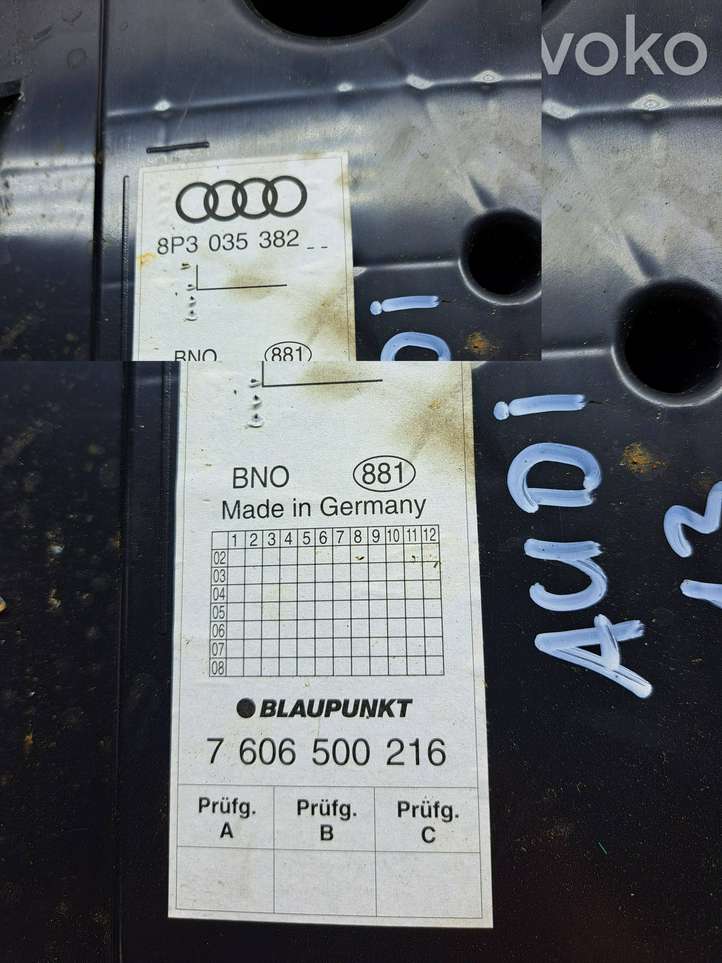 voko
8P3 035 382 _ _
BNO 881
BNO 881
Made in Germany
1 2 3 4 5 6 7 8 9 10 11 12
02
03
04
05
06
07
08
BLAUPUNKT
7 606 500 216
Prüfg. A Prüfg. B Prüfg. C
AUDi